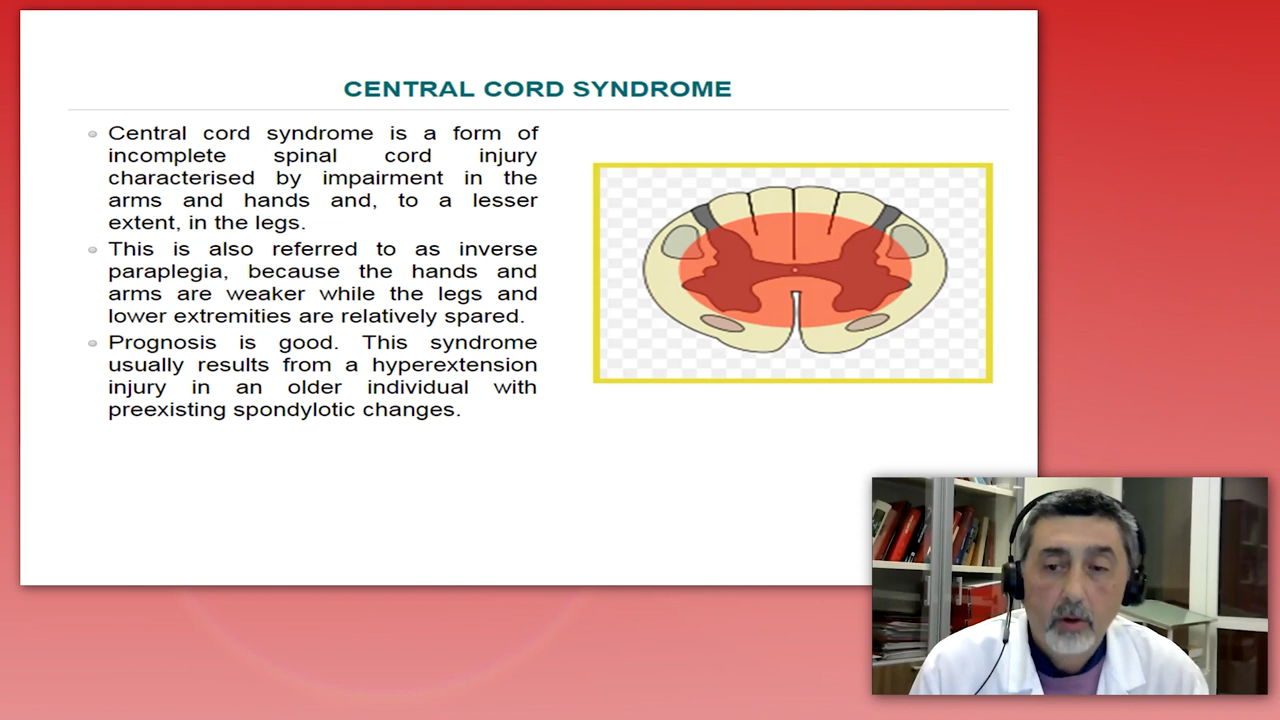 CENTRAL CORD SYNDROME
Central cord syndrome is a form of
incomplete spinal cord injury
characterised by impairment in the
arms and hands and, to a lesser
extent, in the legs.
This is also referred to as inverse
paraplegia, because the hands and
arms are weaker while the legs and
lower extremities are relatively spared.
Prognosis is good. This syndrome
usually results from a hyperextension
injury in an older individual with
preexisting spondylotic changes.